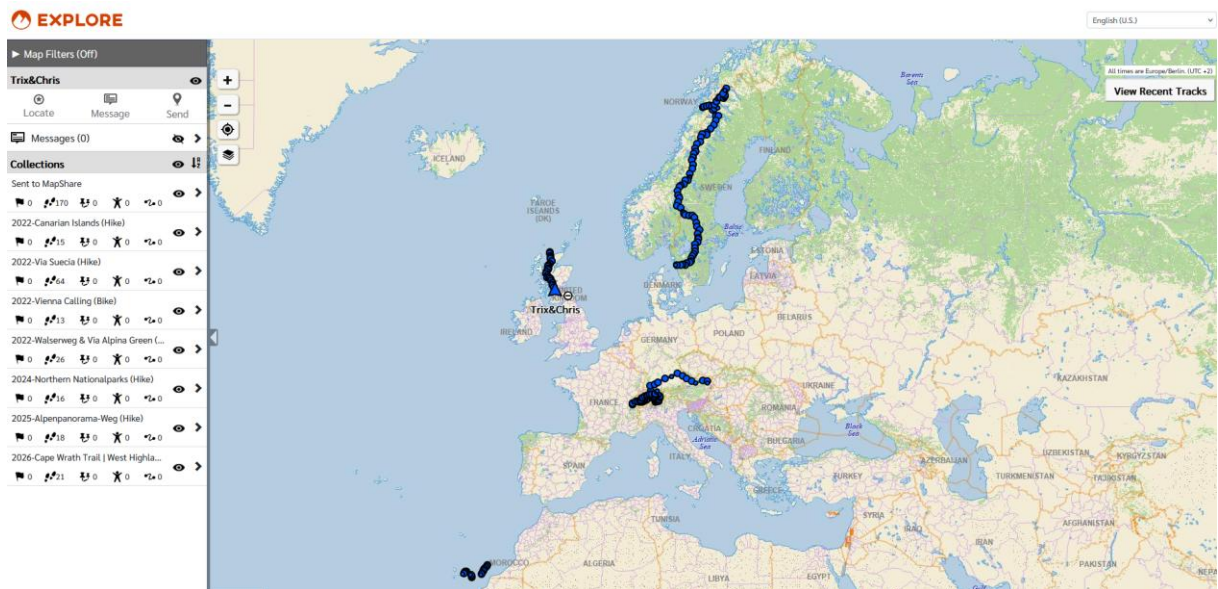 EXPLORE
English (U.S.)
Map Filters (Off)
Trix&Chris
Locate
Message
Send
Messages (0)
Collections
Sent to MapShare
0 170 0 0 0
2022-Canarian Islands (Hike)
0 15 0 0 0
2022-Via Suecia (Hike)
0 64 0 0 0
2022-Vienna Calling (Bike)
0 13 0 0 0
2022-Walserweg & Via Alpina Green (...
0 26 0 0 0
2024-Northern Nationalparks (Hike)
0 16 0 0 0
2025-Alpenpanorama-Weg (Hike)
0 18 0 0 0
2026-Cape Wrath Trail | West Highla...
0 21 0 0 0
All times are Europe/Berlin. (UTC +2)
View Recent Tracks
Barents
Sea
NORWAY
ICELAND
FINLAND
SWEDEN
ISLANDS
(DK)
Sea
ESTONIA
LATVIA
DENMARK
UNITED
Trix&Chris
IRELAND
BELARUS
POLAND
GERMANY
UKRAINE
KAZAKHSTAN
FRANCE
ROMANIA
CROATIA
Adriatic
Sea
BULGARIA
Black
Sea
ITALY
SPAIN
UZBEKISTAN
KYRGYZSTAN
AZERBAIJAN
TURKMENISTAN
TAJIKISTAN
GREECE
TURKEY
TUNISIA
SYRIA
IRAQ
IRAN
AFGHANISTAN
MOROCCO
ALGERIA
LIBYA
EGYPT
PAKISTAN
NEPA